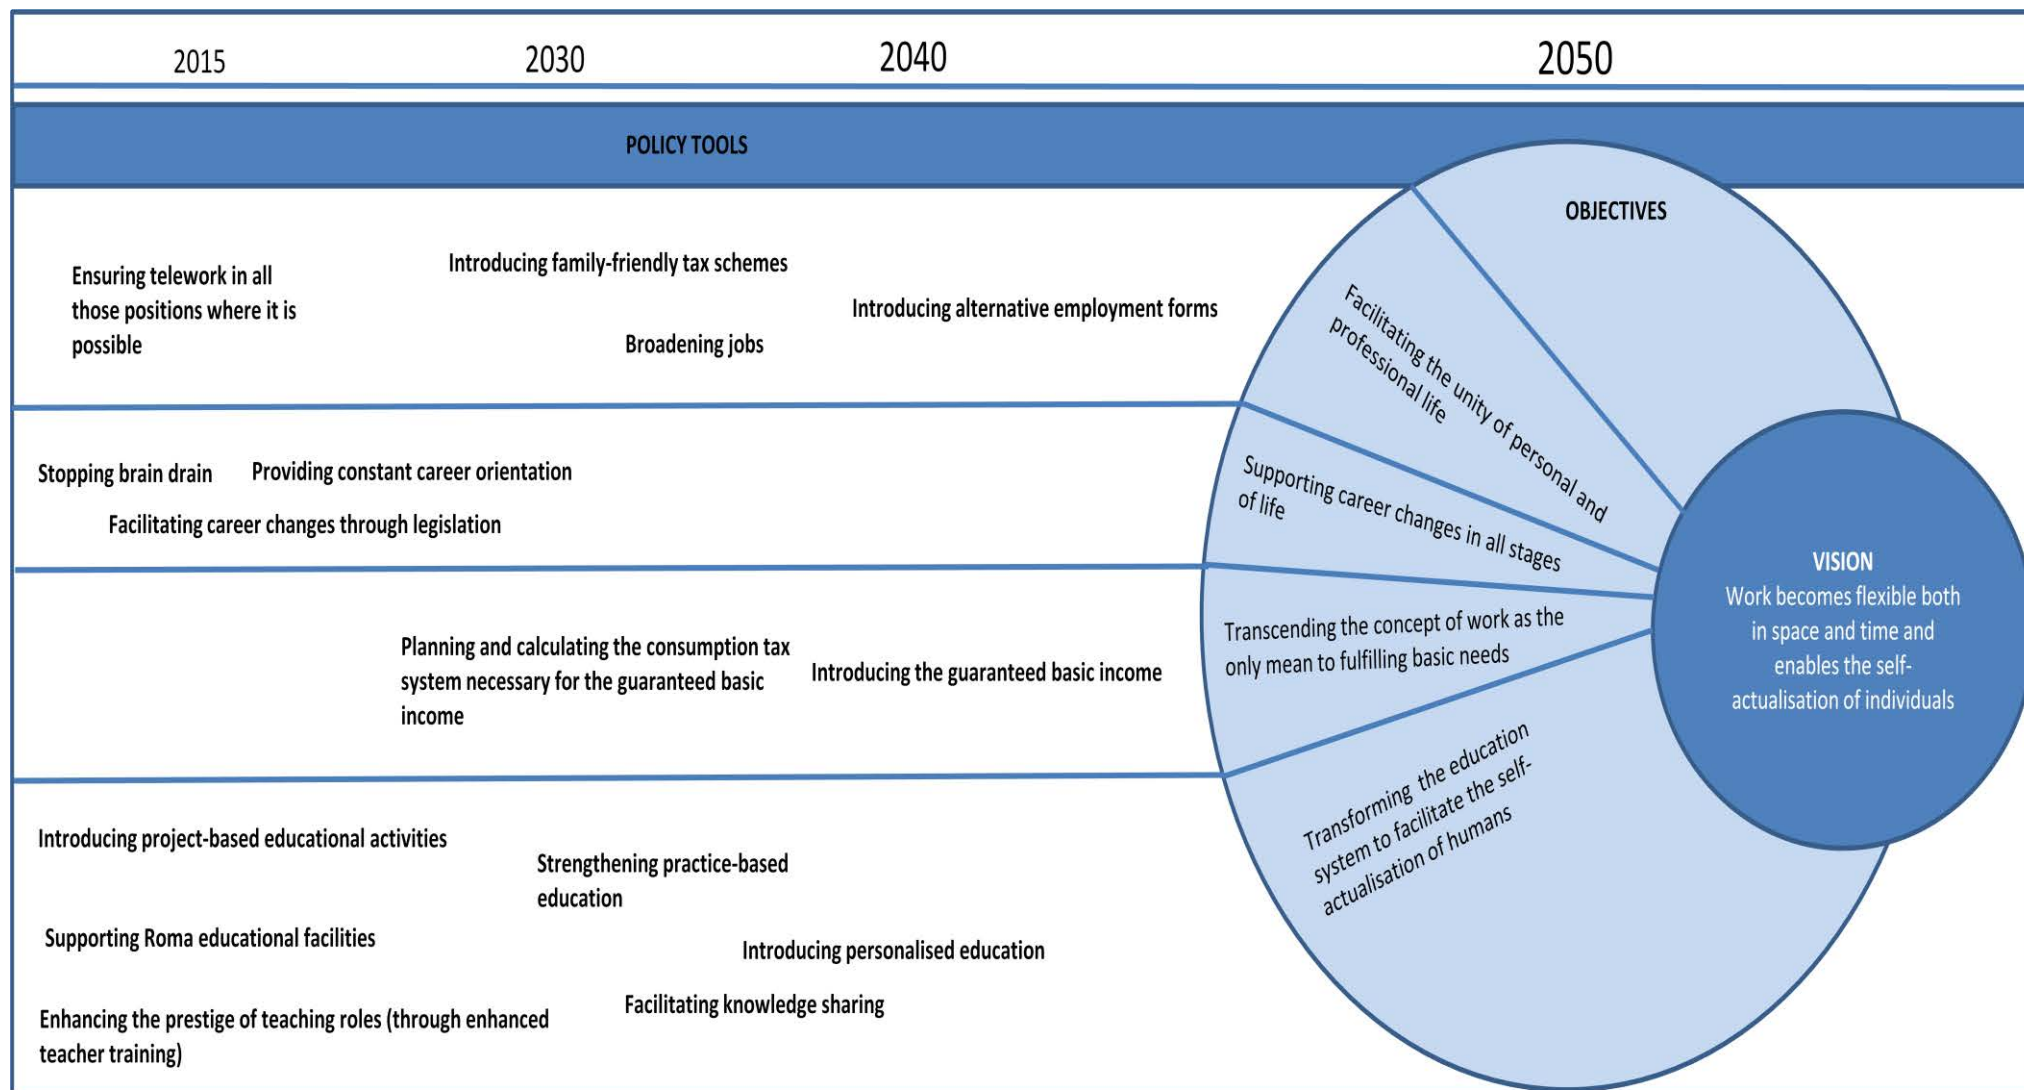 2015
2030
2040
2050
POLICY TOOLS
OBJECTIVES
Ensuring telework in all
those positions where it is
possible
Introducing family-friendly tax schemes
Broadening jobs
Introducing alternative employment forms
Facilitating the unity of personal and
professional life
Stopping brain drain
Providing constant career orientation
Facilitating career changes through legislation
Supporting career changes in all stages
of life
Planning and calculating the consumption tax
system necessary for the guaranteed basic
income
Introducing the guaranteed basic income
Transcending the concept of work as the
only mean to fulfilling basic needs
Introducing project-based educational activities
Strengthening practice-based
education
Supporting Roma educational facilities
Introducing personalised education
Facilitating knowledge sharing
Enhancing the prestige of teaching roles (through enhanced
teacher training)
Transforming the education
system to facilitate the self-
actualisation of humans
VISION
Work becomes flexible both
in space and time and
enables the self-
actualisation of individuals